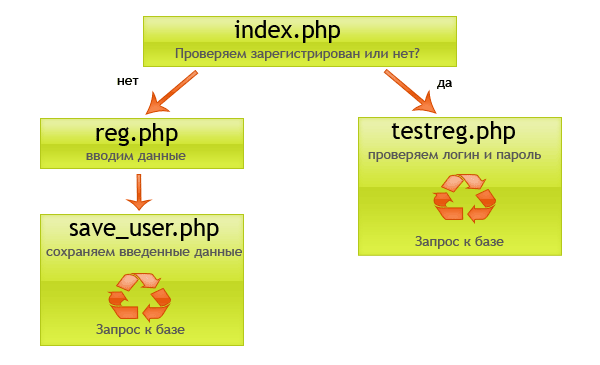 index.php
Проверяем зарегистрирован или нет?
нет
да
reg.php
вводим данные
testreg.php
проверяем логин и пароль
Запрос к базе
save_user.php
сохраняем введенные данные
Запрос к базе